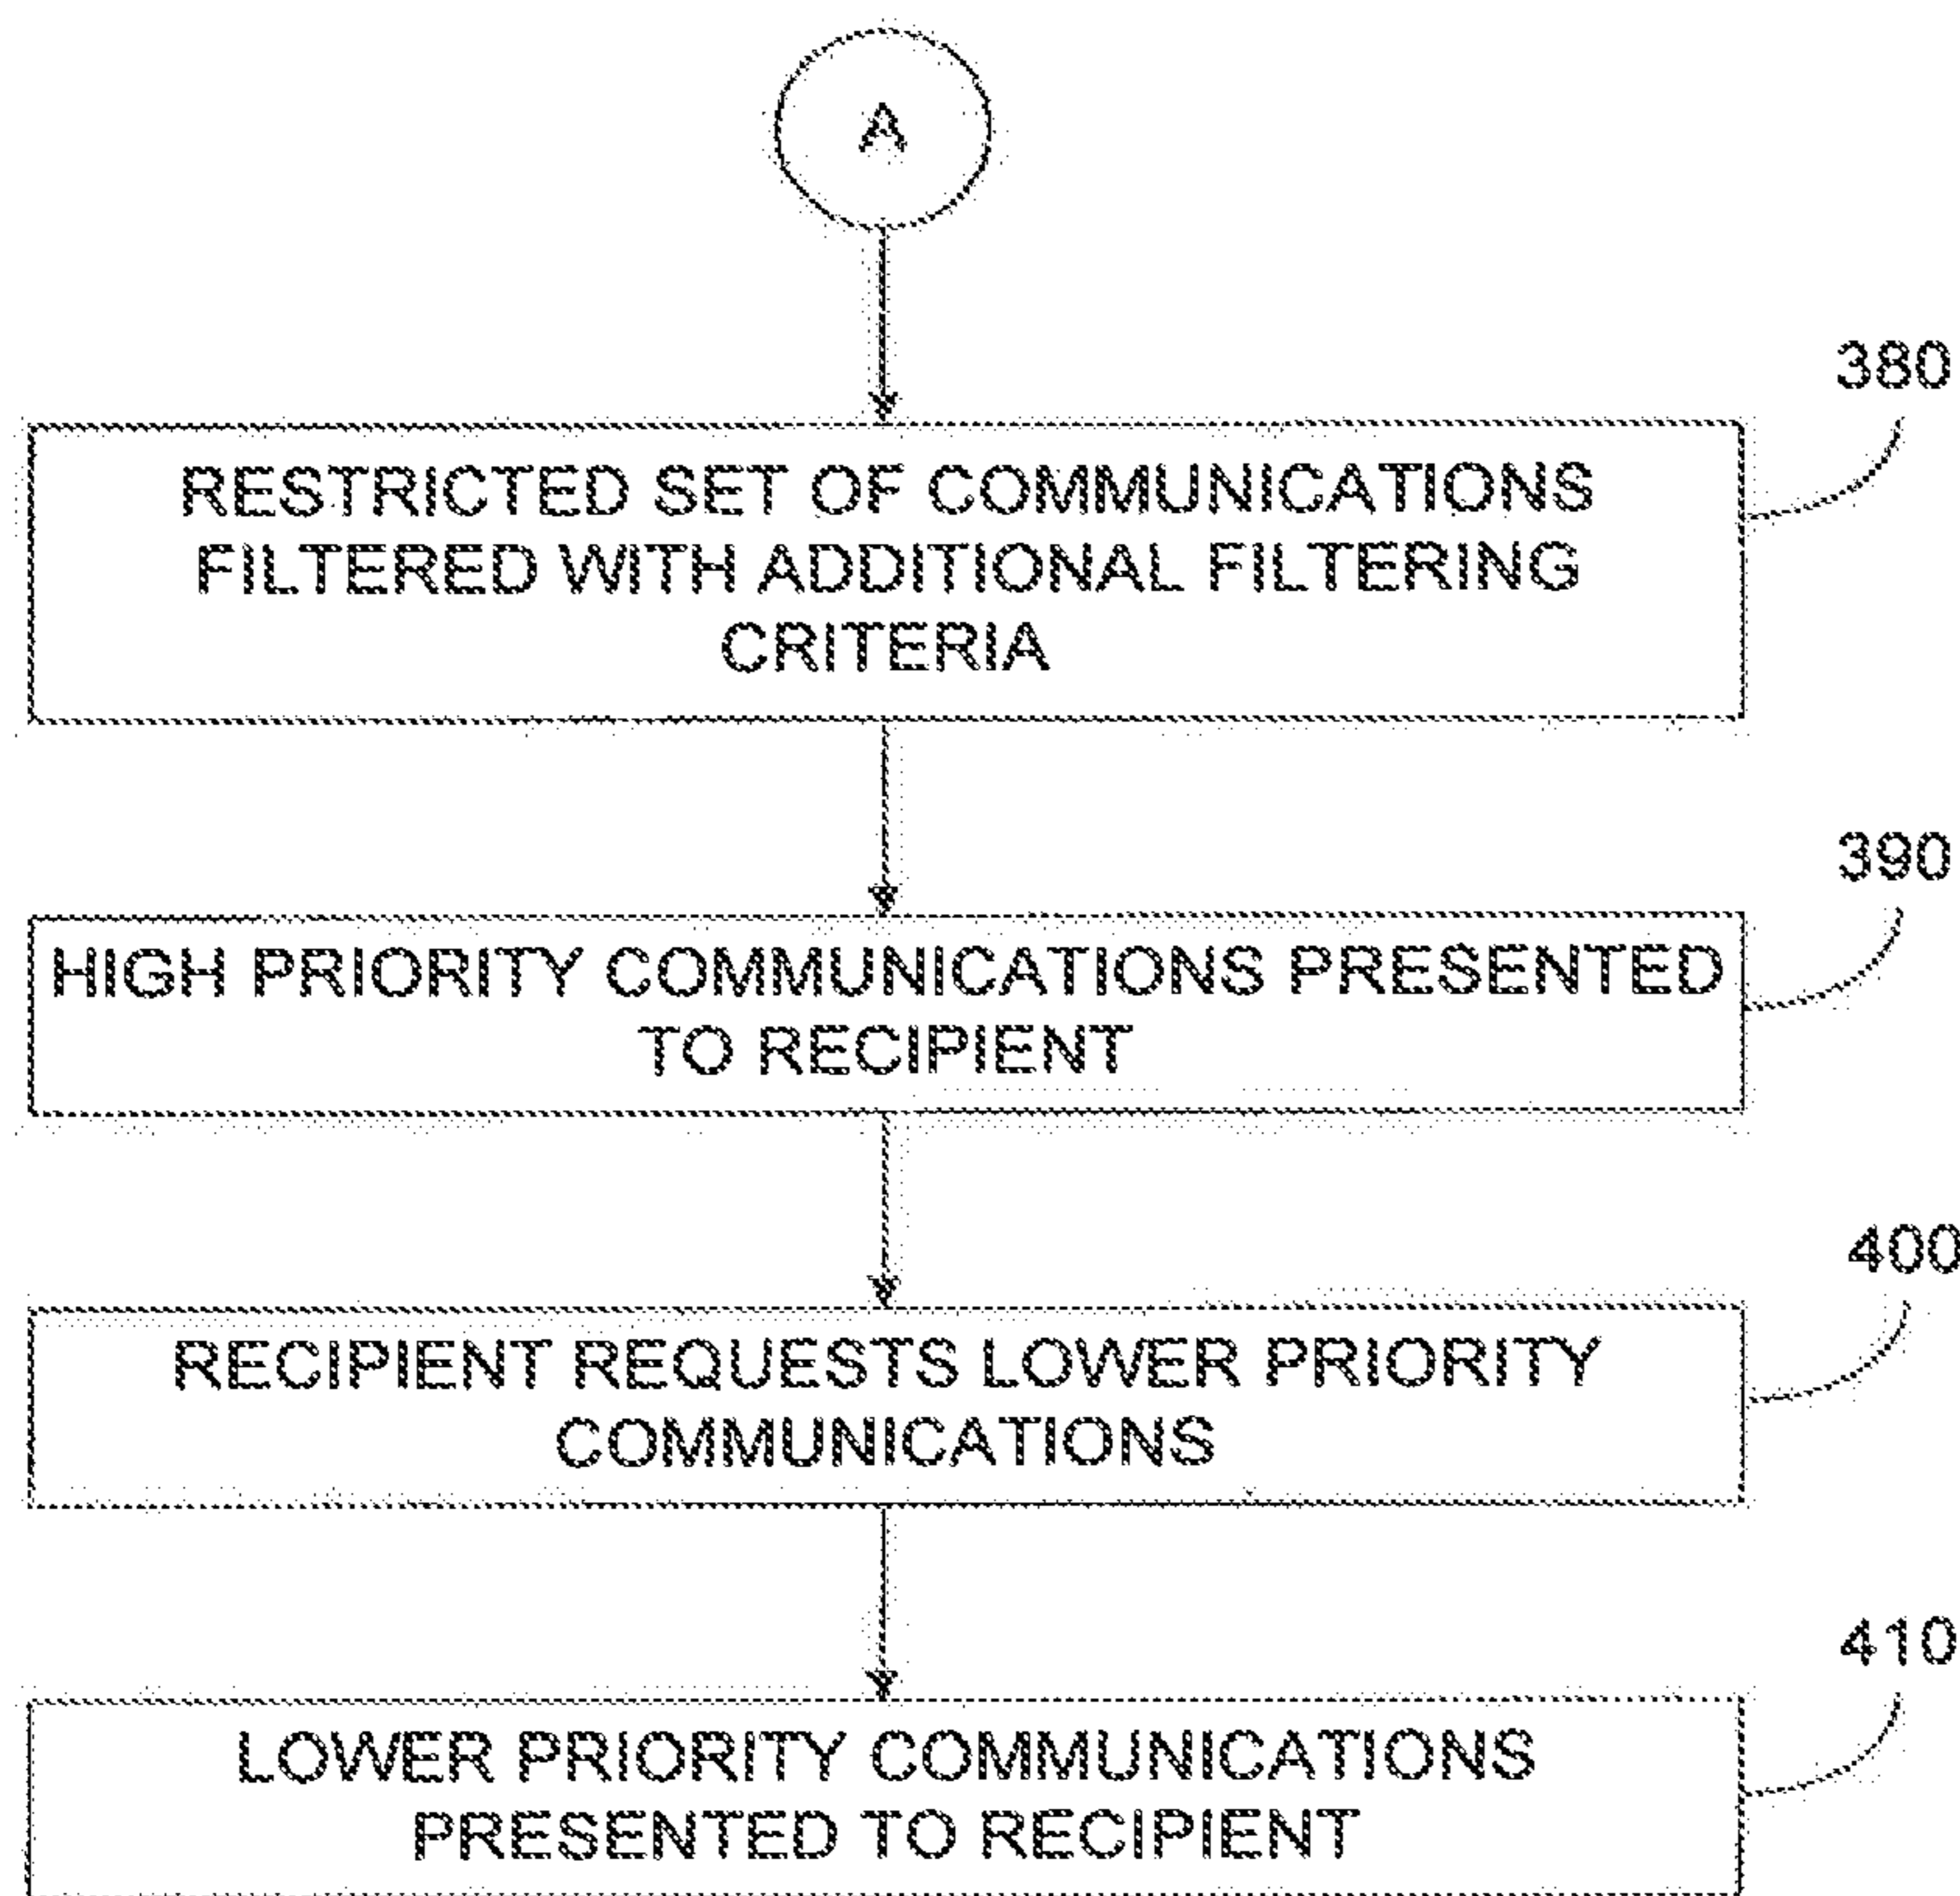 A
380
RESTRICTED SET OF COMMUNICATIONS
FILTERED WITH ADDITIONAL FILTERING
CRITERIA
390
HIGH PRIORITY COMMUNICATIONS PRESENTED
TO RECIPIENT
400
RECIPIENT REQUESTS LOWER PRIORITY
COMMUNICATIONS
410
LOWER PRIORITY COMMUNICATIONS
PRESENTED TO RECIPIENT